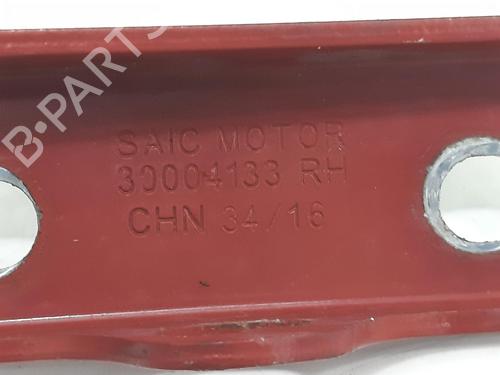 SAIC MOTOR
30004133 RH
CHN 34/16
B-PARTS